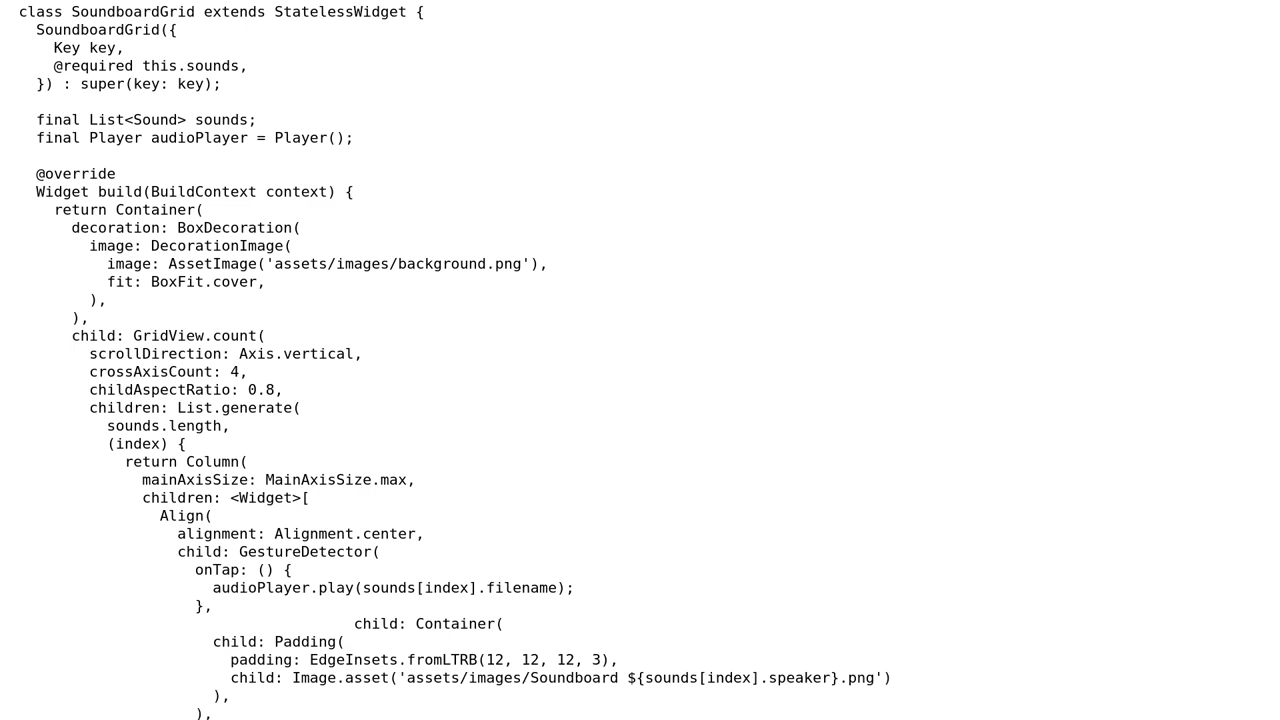 class SoundboardGrid extends StatelessWidget {
  SoundboardGrid({
    Key key,
    @required this.sounds,
  }) : super(key: key);

  final List<Sound> sounds;
  final Player audioPlayer = Player();

  @override
  Widget build(BuildContext context) {
    return Container(
      decoration: BoxDecoration(
        image: DecorationImage(
          image: AssetImage('assets/images/background.png'),
          fit: BoxFit.cover,
        ),
      ),
      child: GridView.count(
        scrollDirection: Axis.vertical,
        crossAxisCount: 4,
        childAspectRatio: 0.8,
        children: List.generate(
          sounds.length,
          (index) {
            return Column(
              mainAxisSize: MainAxisSize.max,
              children: <Widget>[
                Align(
                  alignment: Alignment.center,
                  child: GestureDetector(
                    onTap: () {
                      audioPlayer.play(sounds[index].filename);
                    },
                                      child: Container(
                      child: Padding(
                        padding: EdgeInsets.fromLTRB(12, 12, 12, 3),
                        child: Image.asset('assets/images/Soundboard ${sounds[index].speaker}.png')
                      ),
                    ),